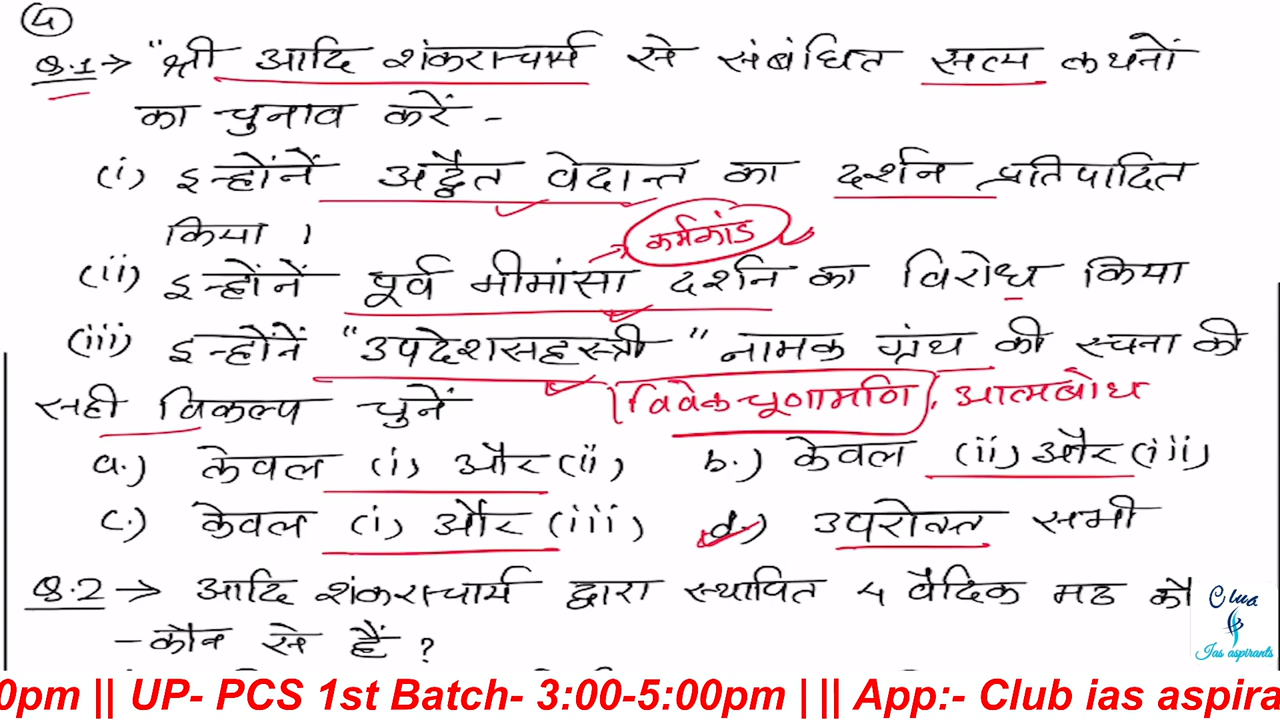 4
Q.1→ "श्री आदि शंकराचार्य से संबंधित सत्य कथनों
का चुनाव करें -
(i) इन्होंनें अद्वैत वेदान्त का दर्शन प्रतिपादित
किया । कर्मकांड
(ii) इन्होंनें पूर्व मीमांसा दर्शन का विरोध किया
(iii) इन्होंनें "उपदेशसहस्त्री" नामक ग्रंथ की रचना की
सही विकल्प चुनें विवेकचूणामणि, आत्मबोध
a.) केवल (i) और (ii) b.) केवल (ii) और (iii)
c.) केवल (i) और (iii) d.) उपरोक्त सभी
Q.2→ आदि शंकराचार्य द्वारा स्थापित 4 वैदिक मठ को
-कौन से हैं ?
Club
Ias aspirants
0pm || UP- PCS 1st Batch- 3:00-5:00pm | || App:- Club ias aspira